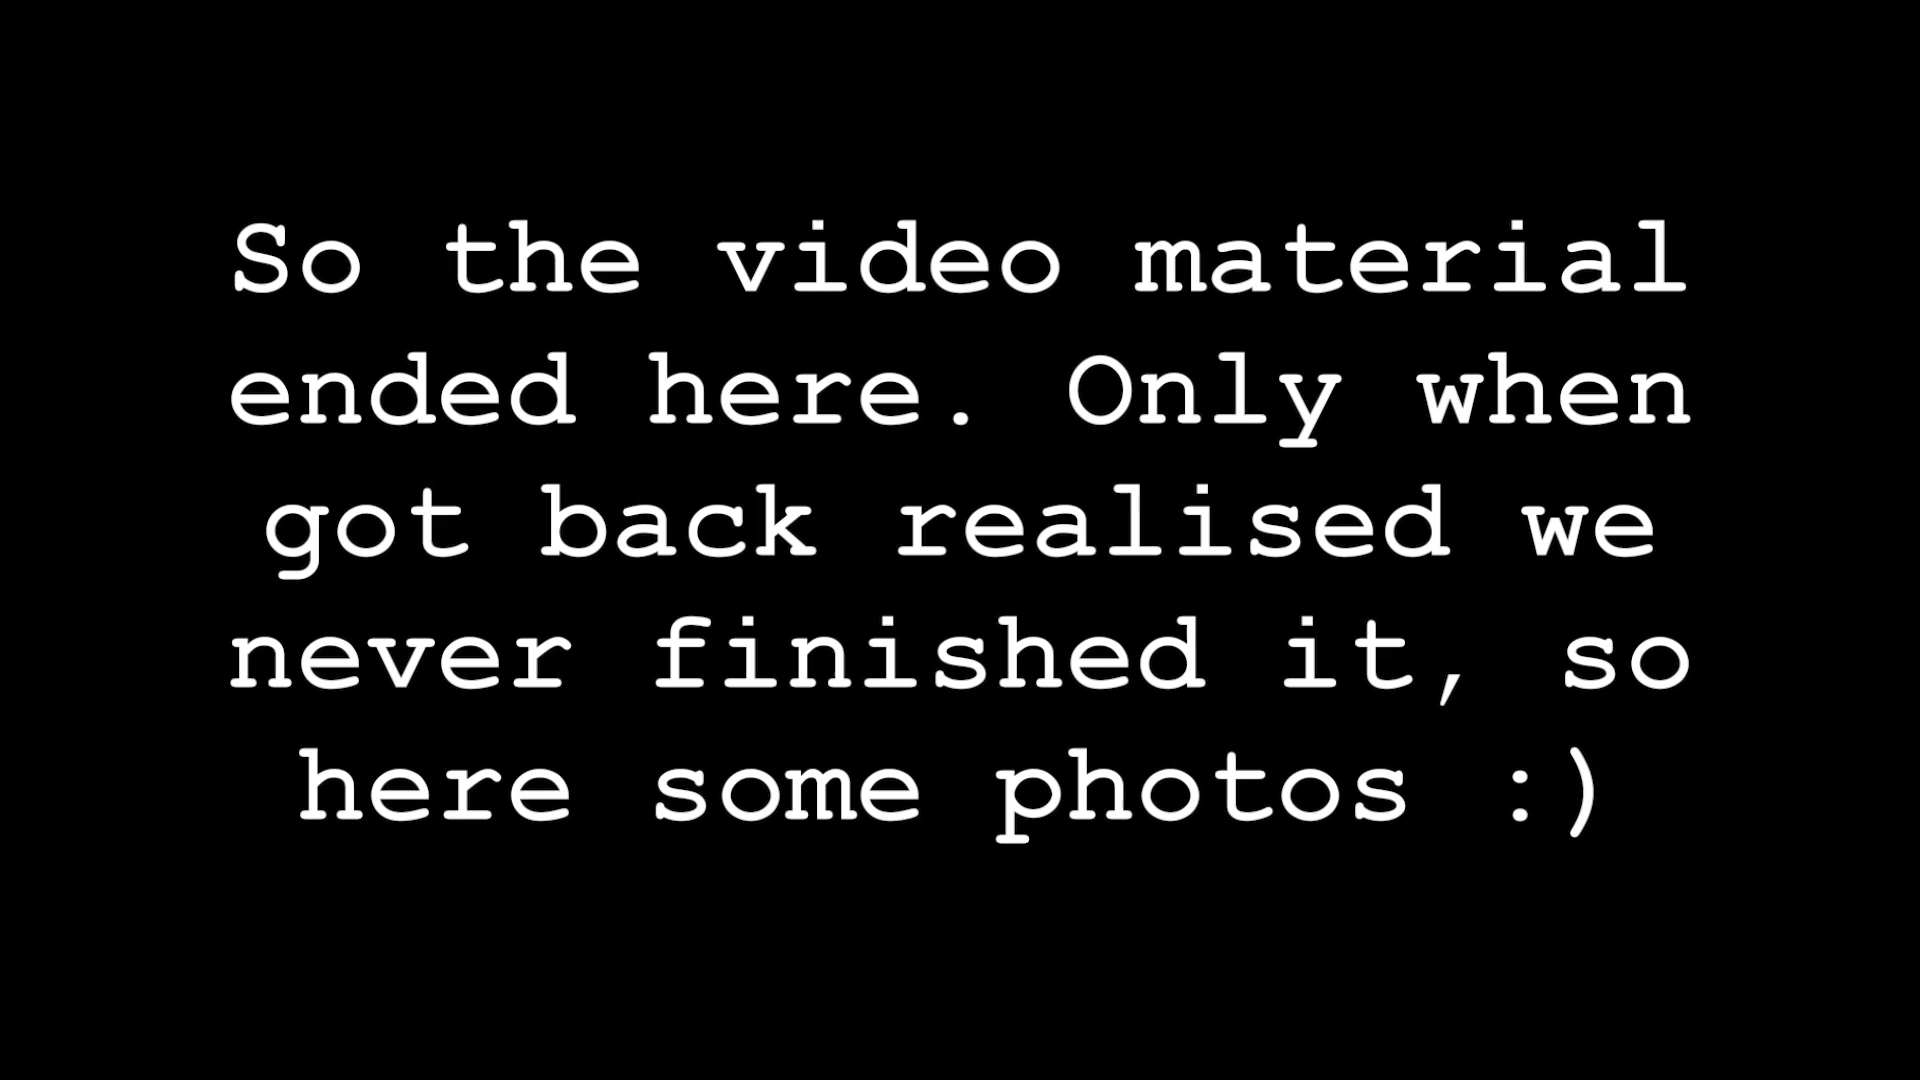 So the video material
ended here. Only when
got back realised we
never finished it, so
here some photos :)